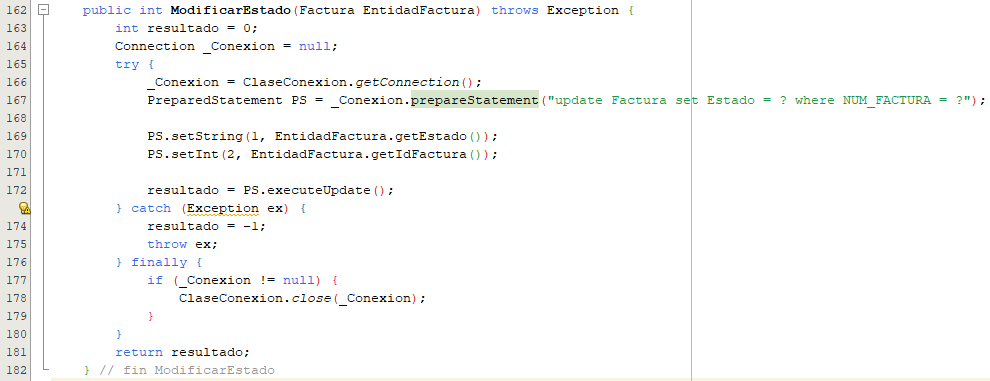 162 public int ModificarEstado(Factura EntidadFactura) throws Exception {
163 int resultado = 0;
164 Connection _Conexion = null;
165 try {
166 _Conexion = ClaseConexion.getConnection();
167 PreparedStatement PS = _Conexion.prepareStatement("update Factura set Estado = ? where NUM_FACTURA = ?");
168
169 PS.setString(1, EntidadFactura.getEstado());
170 PS.setInt(2, EntidadFactura.getIdFactura());
171
172 resultado = PS.executeUpdate();
} catch (Exception ex) {
174 resultado = -1;
175 throw ex;
176 } finally {
177 if (_Conexion != null) {
178 ClaseConexion.close(_Conexion);
179 }
180 }
181 return resultado;
182 } // fin ModificarEstado